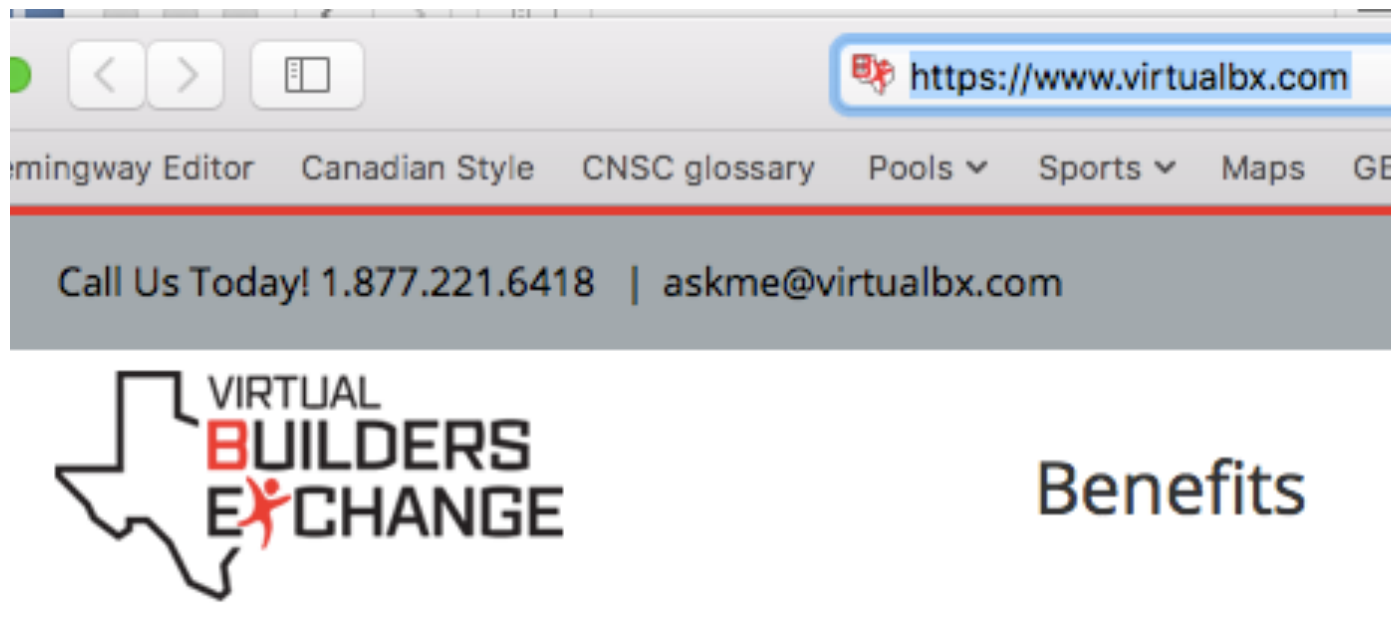 https://www.virtualbx.com
Editor Canadian Style CNSC glossary Pools Sports Maps
Call Us Today! 1.877.221.6418 | askme@virtualbx.com
VIRTUAL
BUILDERS
EXCHANGE
Benefits